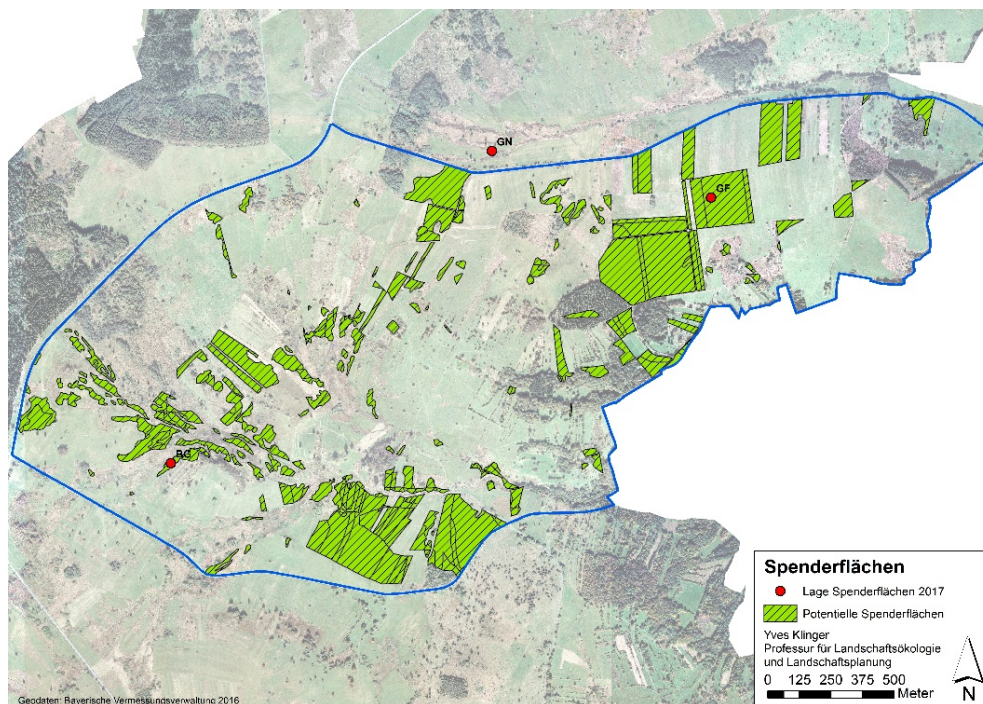 GN
GF
BG
Spenderflächen
Lage Spenderflächen 2017
Potentielle Spenderflächen
Yves Klinger
Professur für Landschaftsökologie
und Landschaftsplanung
0 125 250 375 500
Meter
N
Geodaten: Bayerische Vermessungsverwaltung 2016